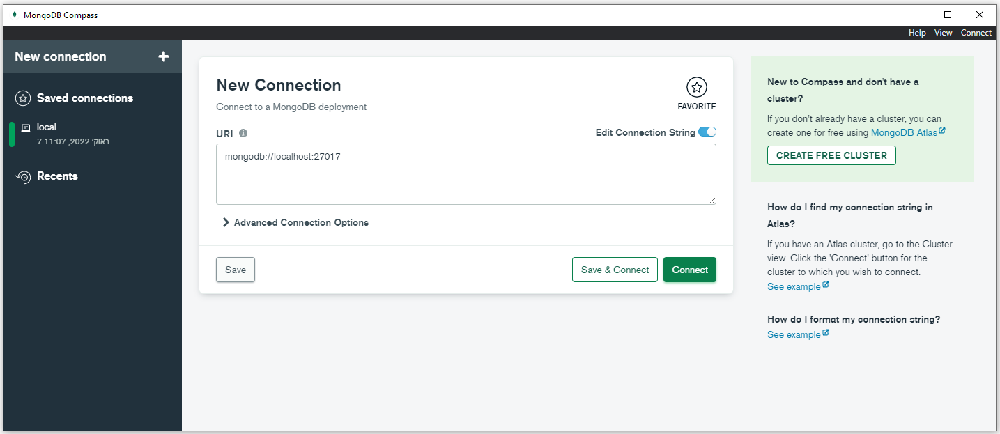 MongoDB Compass
Help View Connect
New connection
Saved connections
local
7 באוק׳ 2022, 11:07
Recents
New Connection
Connect to a MongoDB deployment
FAVORITE
URI
Edit Connection String
mongodb://localhost:27017
Advanced Connection Options
Save
Save & Connect
Connect
New to Compass and don't have a
cluster?
If you don't already have a cluster, you can
create one for free using MongoDB Atlas
CREATE FREE CLUSTER
How do I find my connection string in
Atlas?
If you have an Atlas cluster, go to the Cluster
view. Click the 'Connect' button for the
cluster to which you wish to connect.
See example
How do I format my connection string?
See example